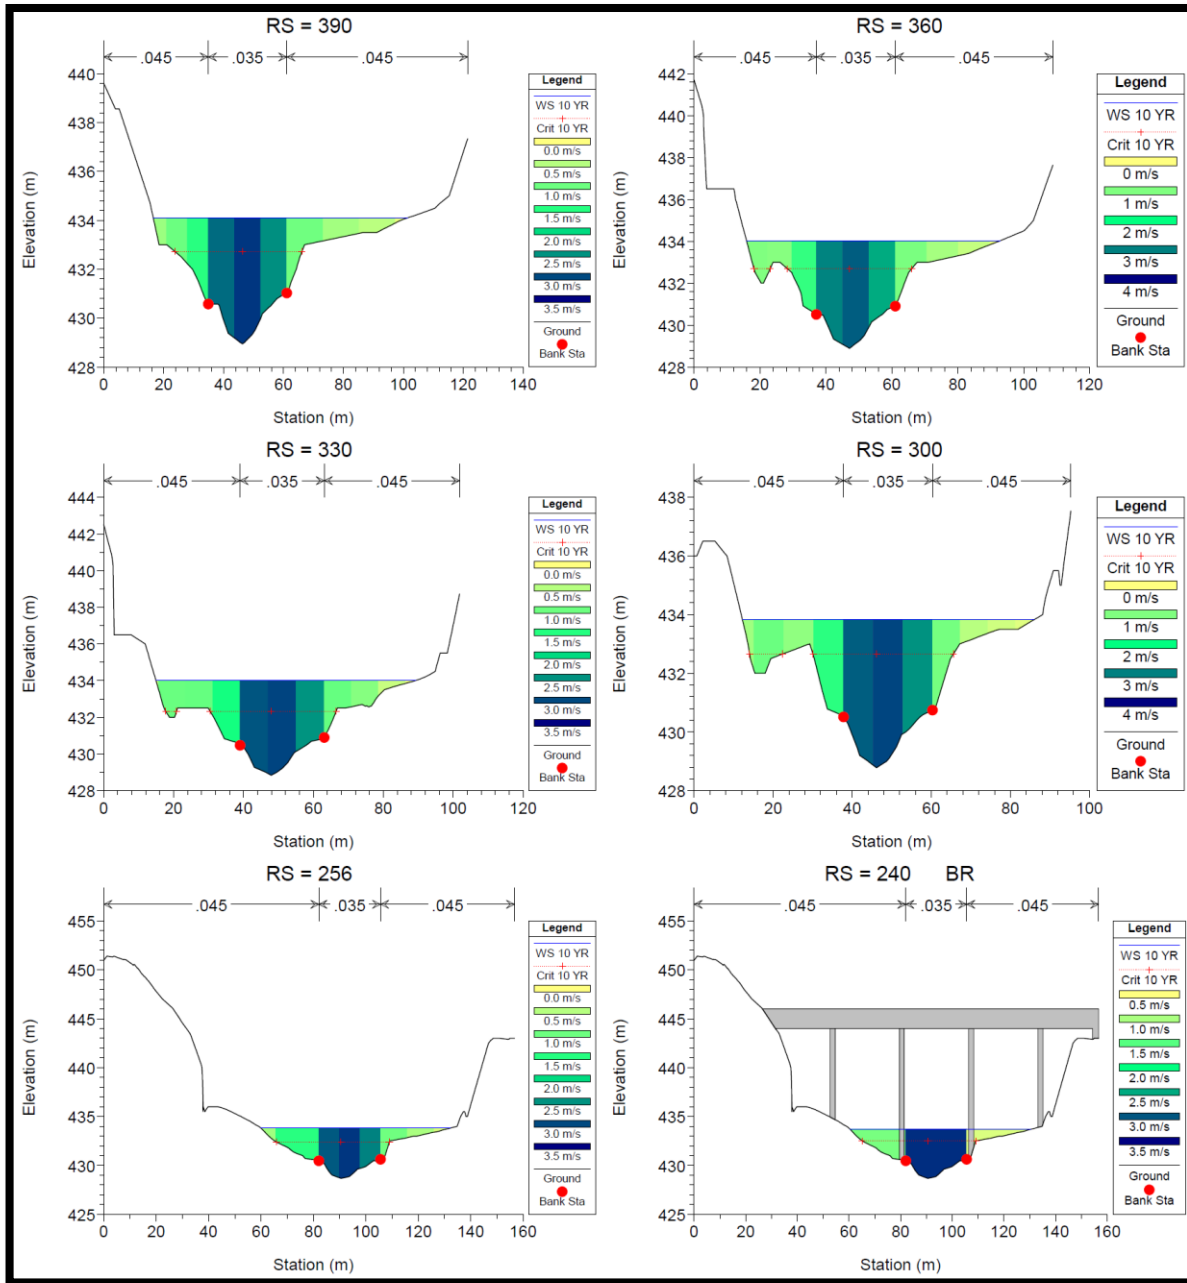 RS = 390
.045 .035 .045
Elevation (m)
440
438
436
434
432
430
428
0 20 40 60 80 100 120 140
Station (m)
Legend
WS 10 YR
Crit 10 YR
0.0 m/s
0.5 m/s
1.0 m/s
1.5 m/s
2.0 m/s
2.5 m/s
3.0 m/s
3.5 m/s
Ground
Bank Sta
RS = 360
.045 .035 .045
Elevation (m)
442
440
438
436
434
432
430
428
0 20 40 60 80 100 120
Station (m)
Legend
WS 10 YR
Crit 10 YR
0 m/s
1 m/s
2 m/s
3 m/s
4 m/s
Ground
Bank Sta
RS = 330
.045 .035 .045
Elevation (m)
444
442
440
438
436
434
432
430
428
0 20 40 60 80 100 120
Station (m)
Legend
WS 10 YR
Crit 10 YR
0.0 m/s
0.5 m/s
1.0 m/s
1.5 m/s
2.0 m/s
2.5 m/s
3.0 m/s
3.5 m/s
Ground
Bank Sta
RS = 300
.045 .035 .045
Elevation (m)
438
436
434
432
430
428
0 20 40 60 80 100
Station (m)
Legend
WS 10 YR
Crit 10 YR
0 m/s
1 m/s
2 m/s
3 m/s
4 m/s
Ground
Bank Sta
RS = 256
.045 .035 .045
Elevation (m)
455
450
445
440
435
430
425
0 20 40 60 80 100 120 140 160
Station (m)
Legend
WS 10 YR
Crit 10 YR
0.0 m/s
0.5 m/s
1.0 m/s
1.5 m/s
2.0 m/s
2.5 m/s
3.0 m/s
3.5 m/s
Ground
Bank Sta
RS = 240 BR
.045 .035 .045
Elevation (m)
455
450
445
440
435
430
425
0 20 40 60 80 100 120 140 160
Station (m)
Legend
WS 10 YR
Crit 10 YR
0.5 m/s
1.0 m/s
1.5 m/s
2.0 m/s
2.5 m/s
3.0 m/s
3.5 m/s
Ground
Bank Sta